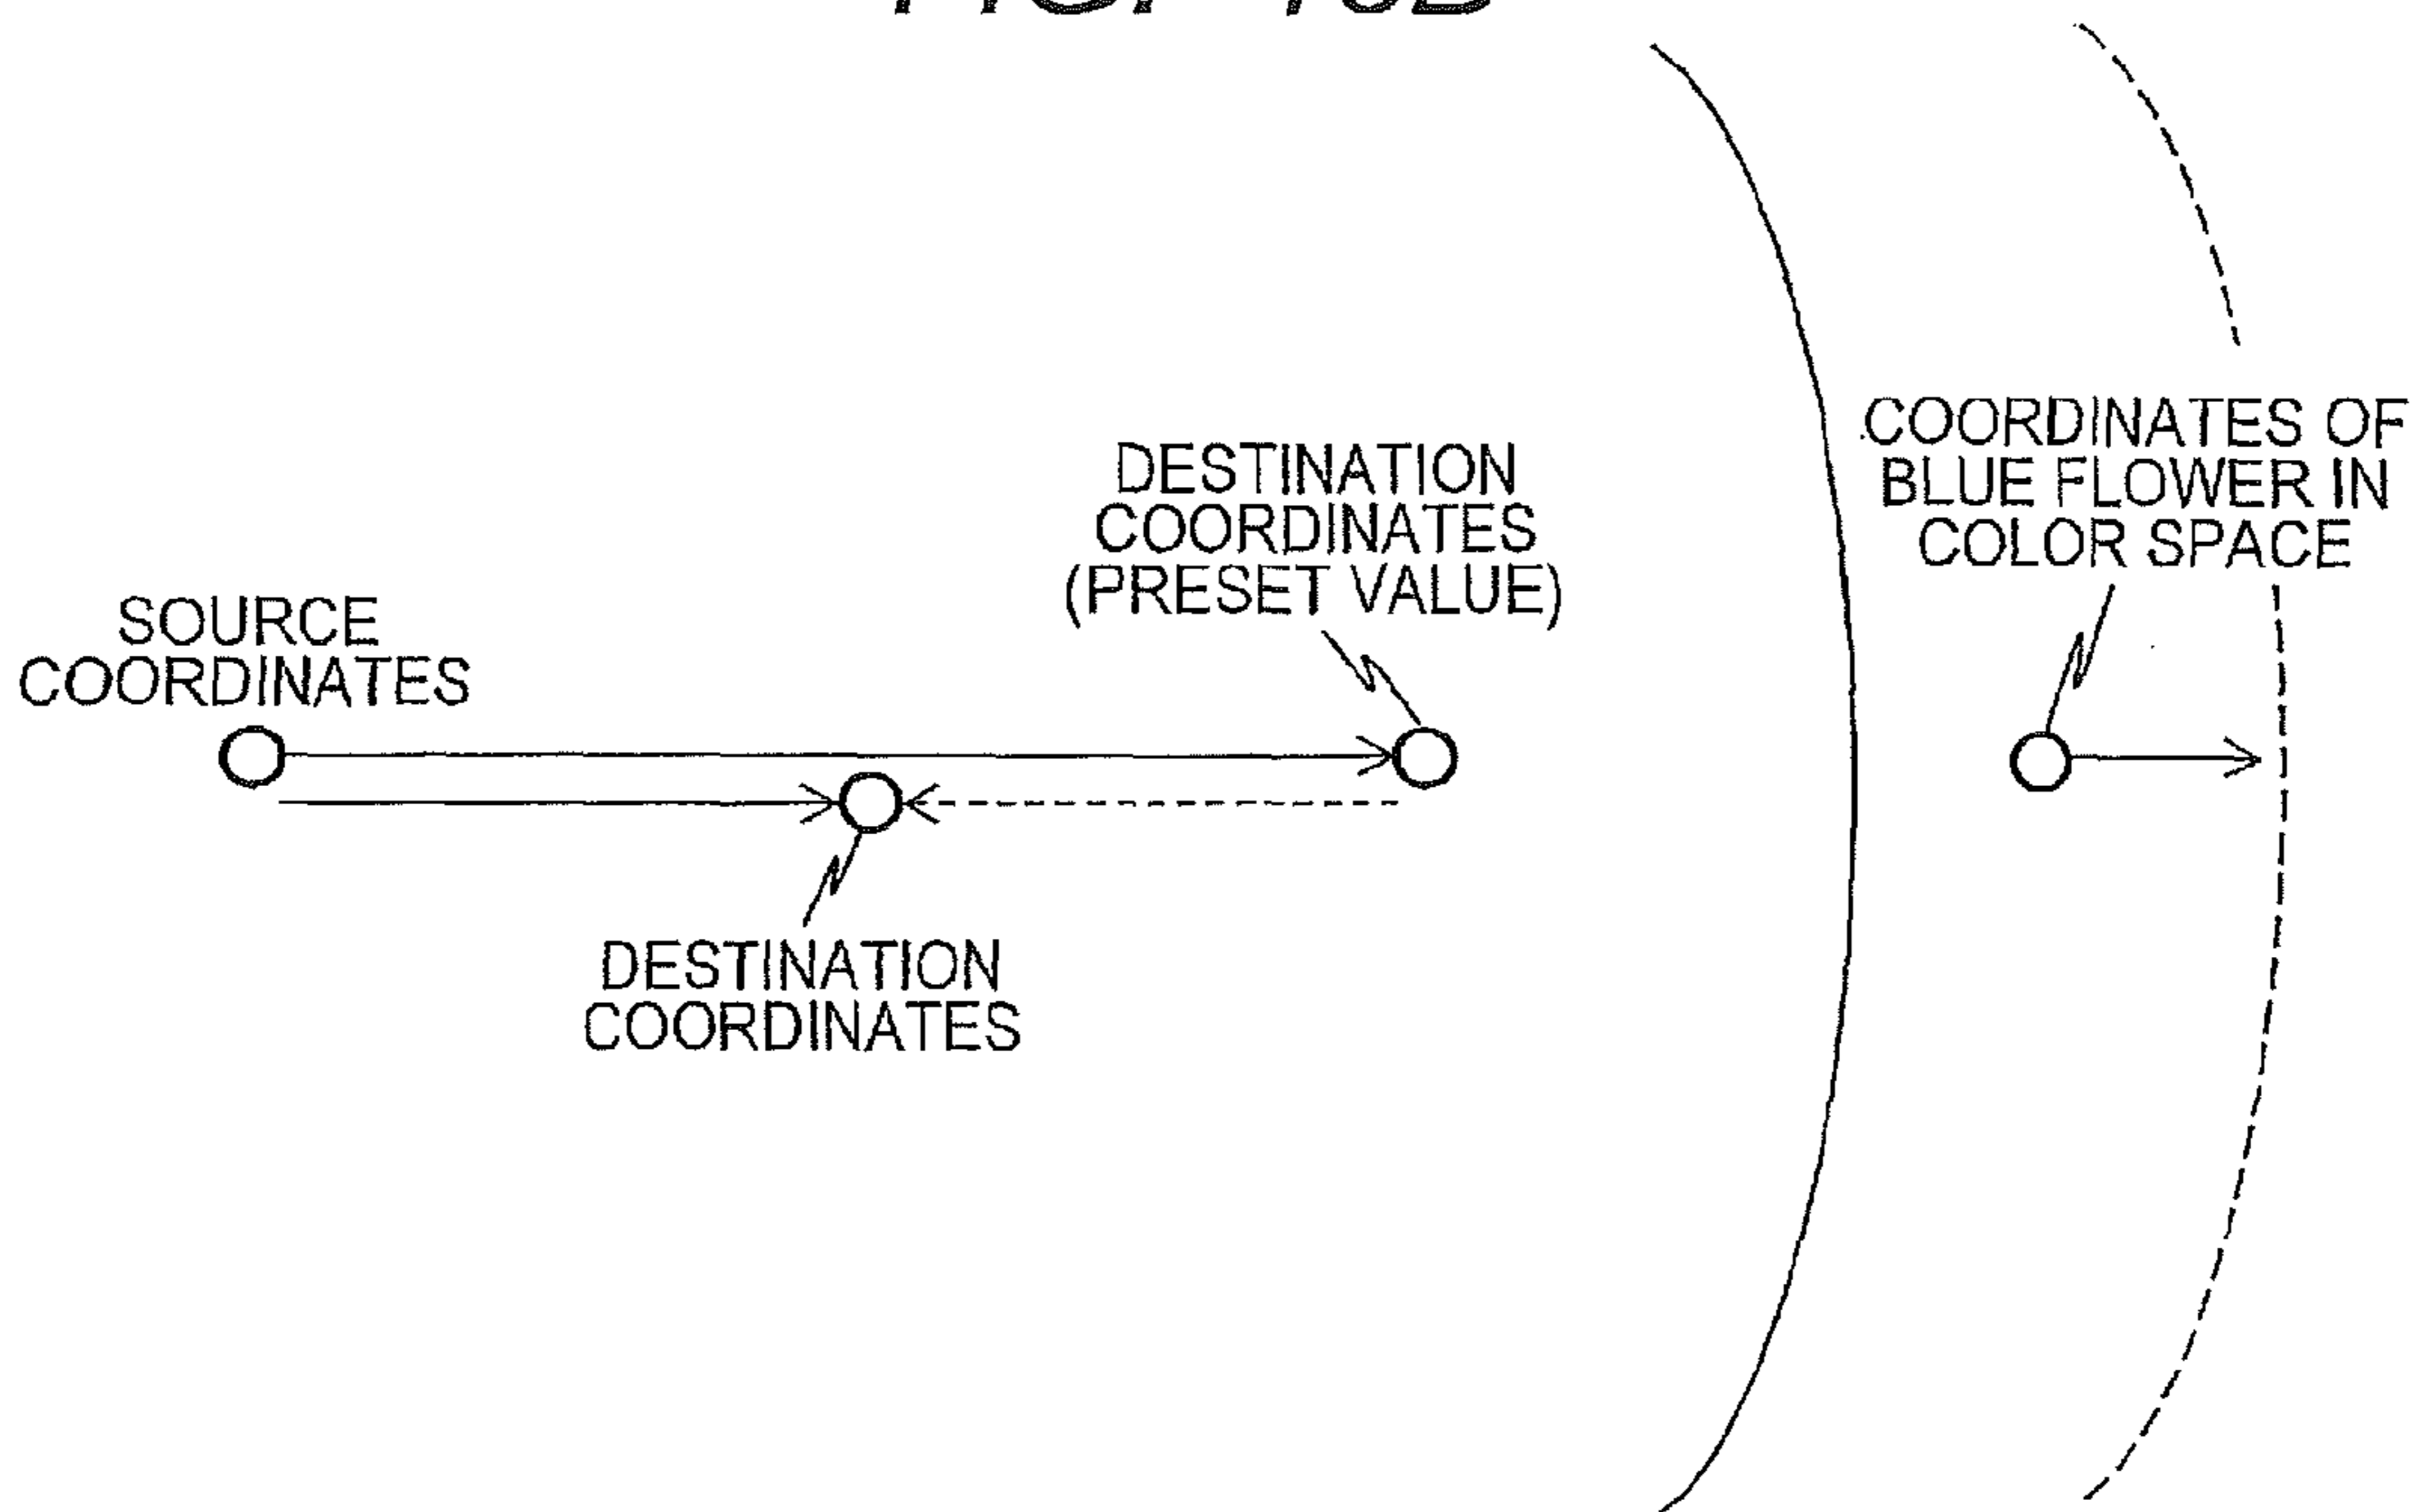 COORDINATES OF
BLUE FLOWER IN
COLOR SPACE
DESTINATION
COORDINATES
(PRESET VALUE)
SOURCE
COORDINATES
DESTINATION
COORDINATES